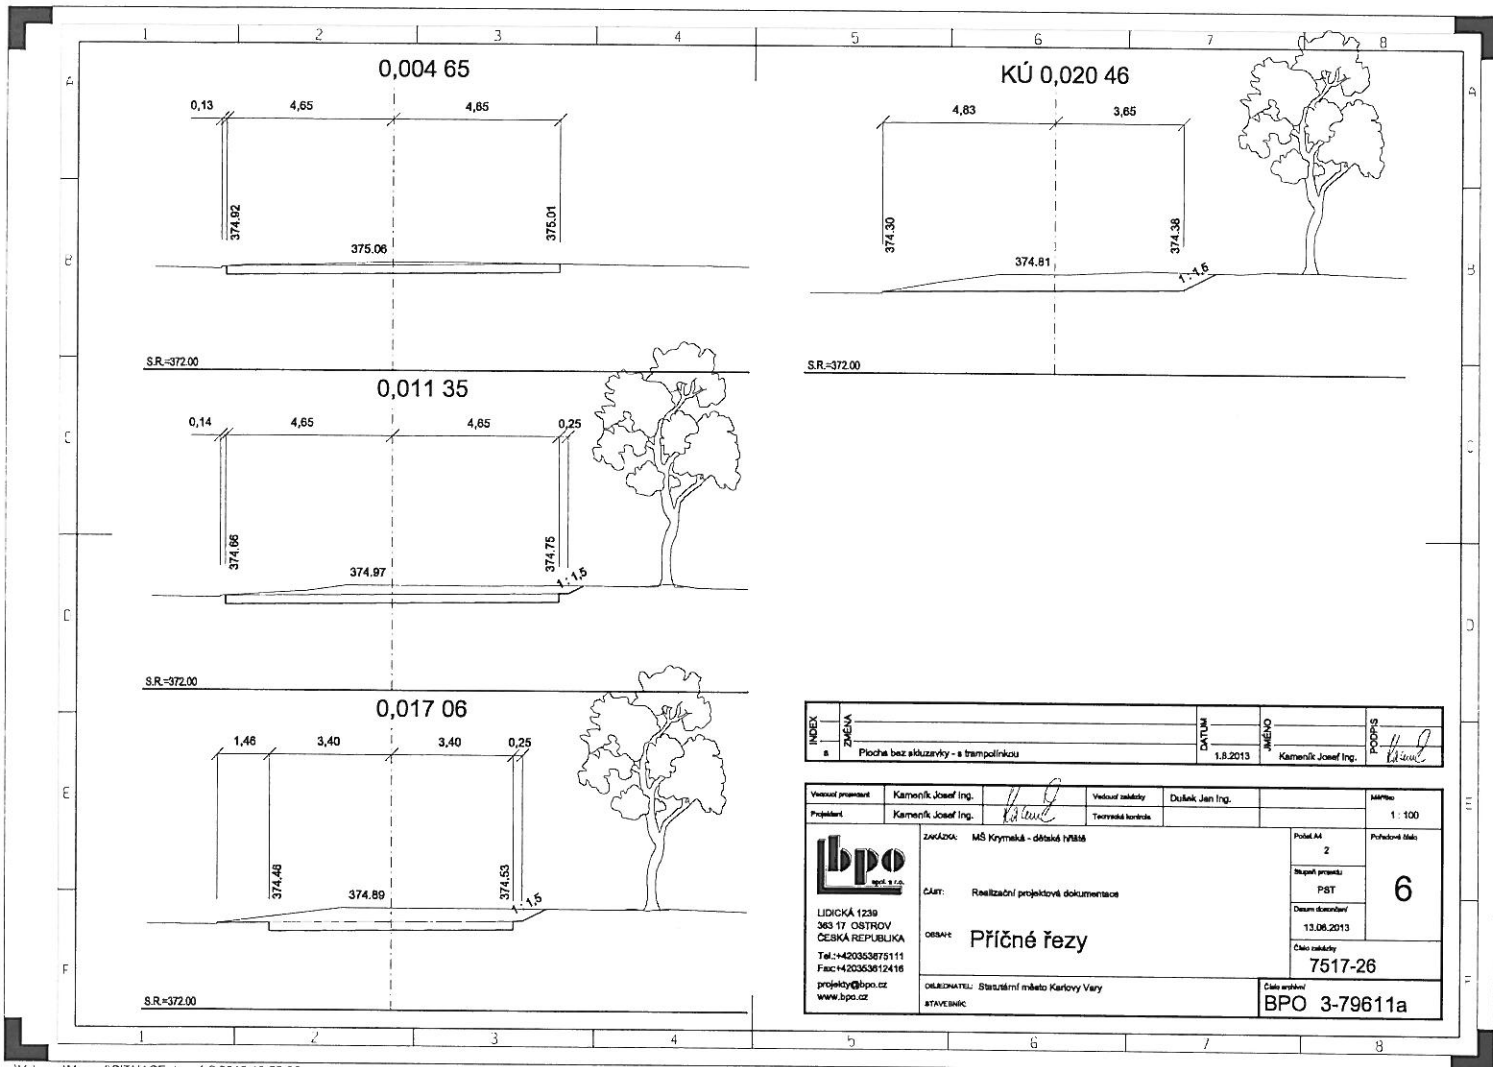 1 2 3 4 5 6 7 8
A A
B B
C C
D D
E E
F F
0,004 65
0,13 4,65 4,65
374.92 375.06 375.01
S.R.=372.00
0,011 35
0,14 4,65 4,65 0,25
374.66 374.97 374.75
1 : 1,5
S.R.=372.00
0,017 06
1,46 3,40 3,40 0,25
374.48 374.89 374.53
1 : 1,5
S.R.=372.00
KÚ 0,020 46
4,83 3,65
374.30 374.81 374.38
1 : 1,5
S.R.=372.00
INDEX ZMĚNA DATUM JMÉNO PODPIS
a Plocha bez skluzavky - s trampolínkou 1.8.2013 Kameník Josef Ing.
Vedoucí projektant Kameník Josef Ing. Vedoucí zakázky Dušek Jan Ing. Měřítko
Projektant Kameník Josef Ing. Technická kontrola 1 : 100
bpo spol. s r.o.
ZAKÁZKA: MŠ Krymská - dětské hřiště
Počet A4
2
Pořadové číslo
6
ČÁST: Realizační projektová dokumentace
Stupeň projektu
PST
Datum dokončení
13.06.2013
LIDICKÁ 1239
363 17 OSTROV
ČESKÁ REPUBLIKA
Tel.:+420353675111
Fax:+420353612416
projekty@bpo.cz
www.bpo.cz
OBSAH: Příčné řezy
Číslo zakázky
7517-26
OBJEDNATEL: Statutární město Karlovy Vary
STAVEBNÍK:
Číslo archivní
BPO 3-79611a
1 2 3 4 5 6 7 8